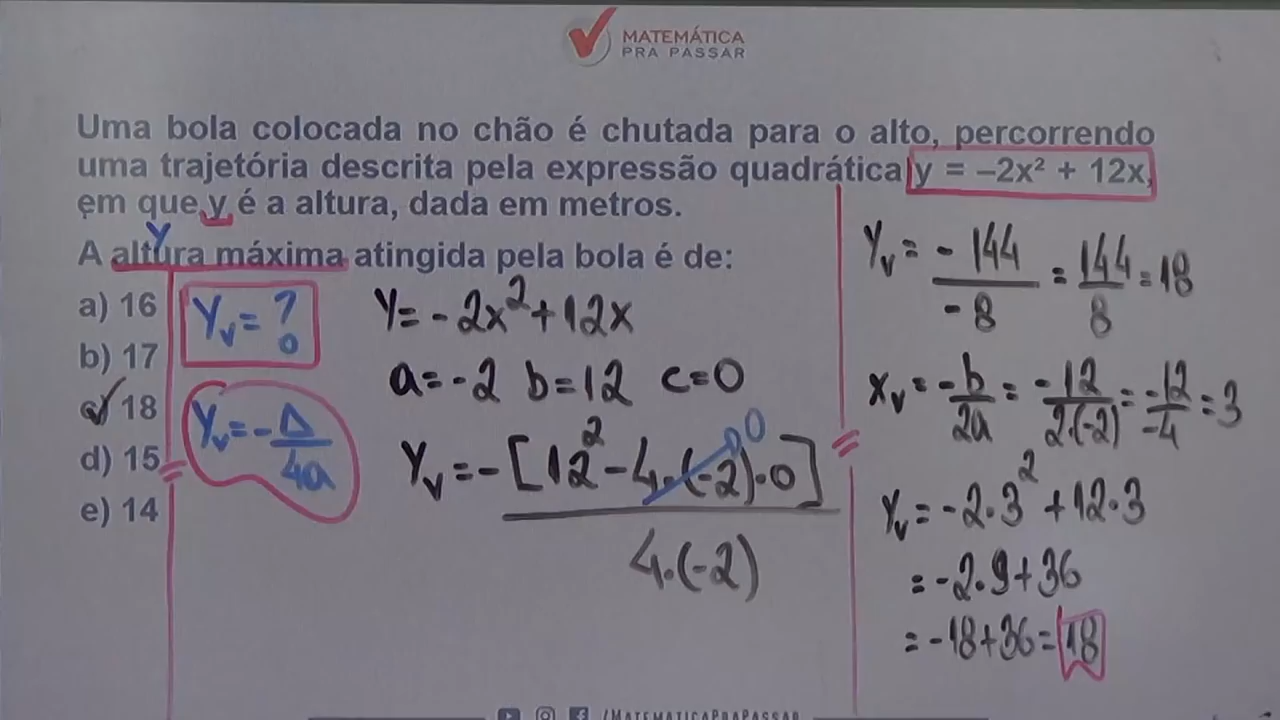 MATEMÁTICA
PRA PASSAR
Uma bola colocada no chão é chutada para o alto, percorrendo
uma trajetória descrita pela expressão quadrática y = –2x² + 12x,
em que y é a altura, dada em metros.
Y
A altura máxima atingida pela bola é de:
a) 16
b) 17
c) 18
d) 15
e) 14
Yv = ?
Yv = - Δ / 4a
Y = - 2x² + 12x
a = -2 b = 12 c = 0
Yv = - [12² - 4.(-2).0] / 4.(-2)
0
Yv = - 144 / - 8 = 144 / 8 = 18
Xv = - b / 2a = - 12 / 2.(-2) = -12 / -4 = 3
Yv = - 2.3² + 12.3
= - 2.9 + 36
= - 18 + 36 = 18
/MATEMATICAPRAPASSAR